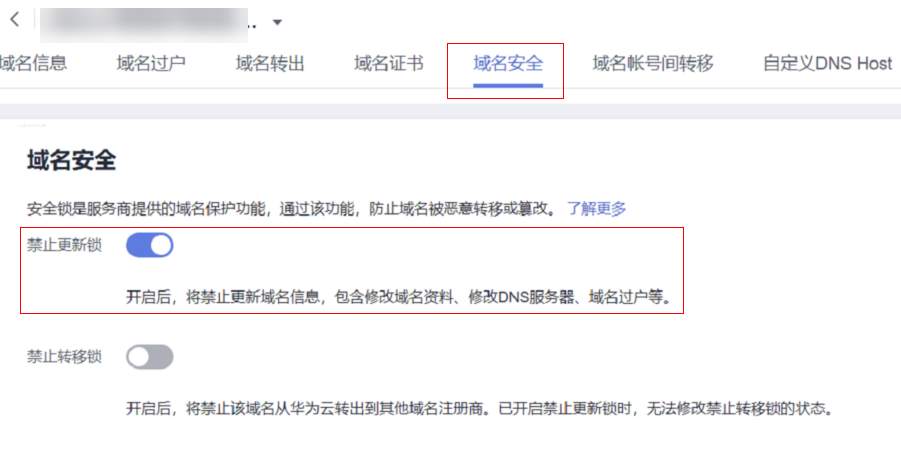 域名信息 域名过户 域名转出 域名证书 域名安全 域名帐号间转移 自定义DNS Host
域名安全
安全锁是服务商提供的域名保护功能，通过该功能，防止域名被恶意转移或篡改。 了解更多
禁止更新锁
开启后，将禁止更新域名信息，包含修改域名资料、修改DNS服务器、域名过户等。
禁止转移锁
开启后，将禁止该域名从华为云转出到其他域名注册商。已开启禁止更新锁时，无法修改禁止转移锁的状态。